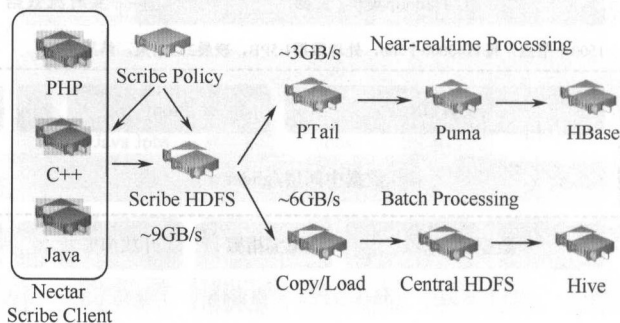 ~3GB/s Near-realtime Processing
PHP Scribe Policy
PTail Puma HBase
C++
Scribe HDFS ~6GB/s Batch Processing
~9GB/s
Java
Copy/Load Central HDFS Hive
Nectar
Scribe Client